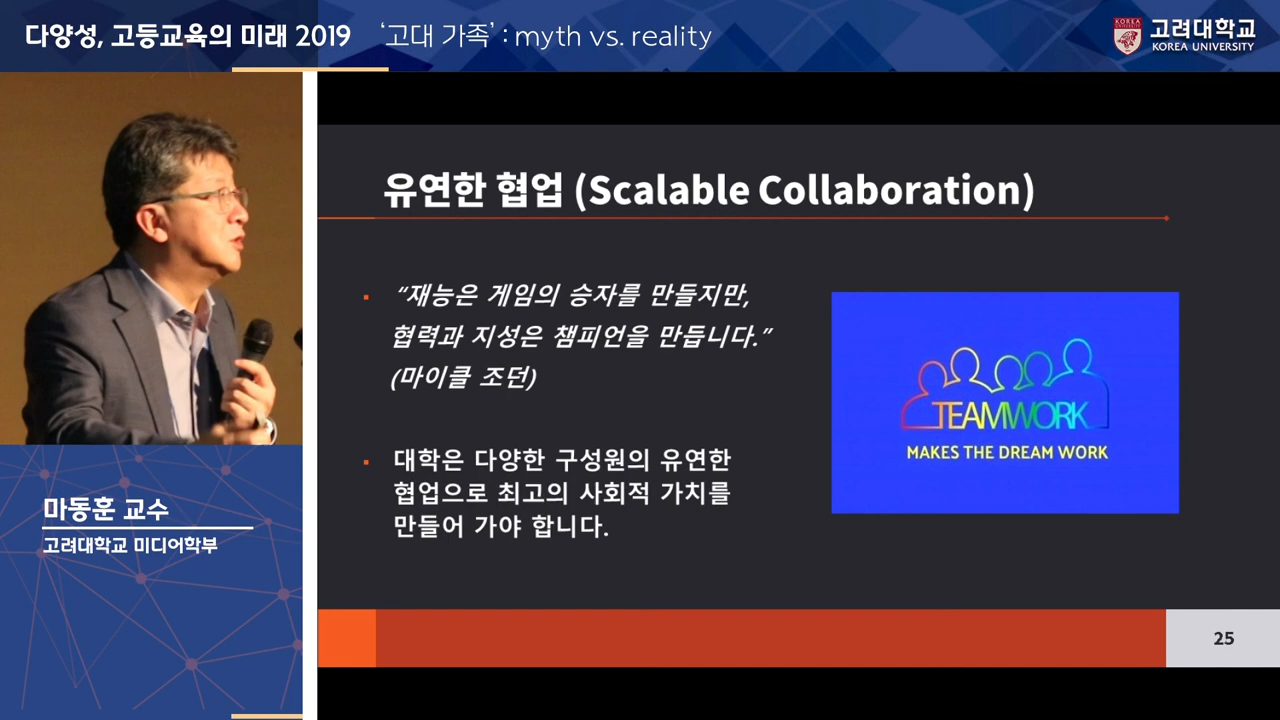 다양성, 고등교육의 미래 2019 '고대 가족' : myth vs. reality
KOREA
UNIVERSITY
고려대학교
KOREA UNIVERSITY
유연한 협업 (Scalable Collaboration)
“재능은 게임의 승자를 만들지만,
협력과 지성은 챔피언을 만듭니다.”
(마이클 조던)
대학은 다양한 구성원의 유연한
협업으로 최고의 사회적 가치를
만들어 가야 합니다.
TEAMWORK
MAKES THE DREAM WORK
마동훈 교수
고려대학교 미디어학부
25